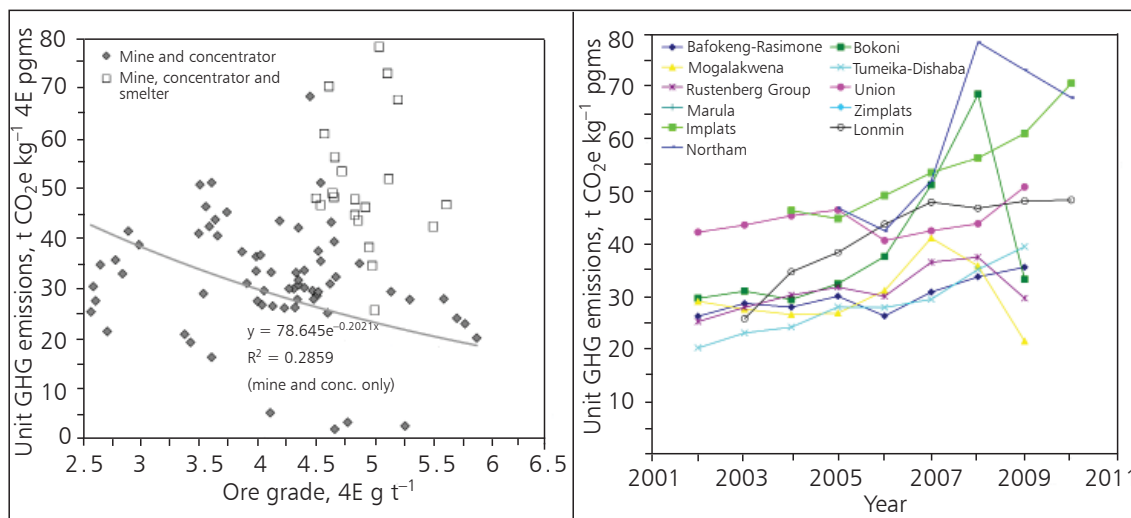 Unit GHG emissions, t CO₂e kg⁻¹ 4E pgms
80
70
60
50
40
30
20
10
0
Mine and concentrator
Mine, concentrator and
smelter
y = 78.645e⁻⁰·²⁰²¹ˣ
R² = 0.2859
(mine and conc. only)
2.5 3 3.5 4 4.5 5 5.5 6 6.5
Ore grade, 4E g t⁻¹
Unit GHG emissions, t CO₂e kg⁻¹ pgms
80
70
60
50
40
30
20
10
Bafokeng-Rasimone
Mogalakwena
Rustenberg Group
Marula
Implats
Northam
Bokoni
Tumeika-Dishaba
Union
Zimplats
Lonmin
2001 2003 2005 2007 2009 2011
Year